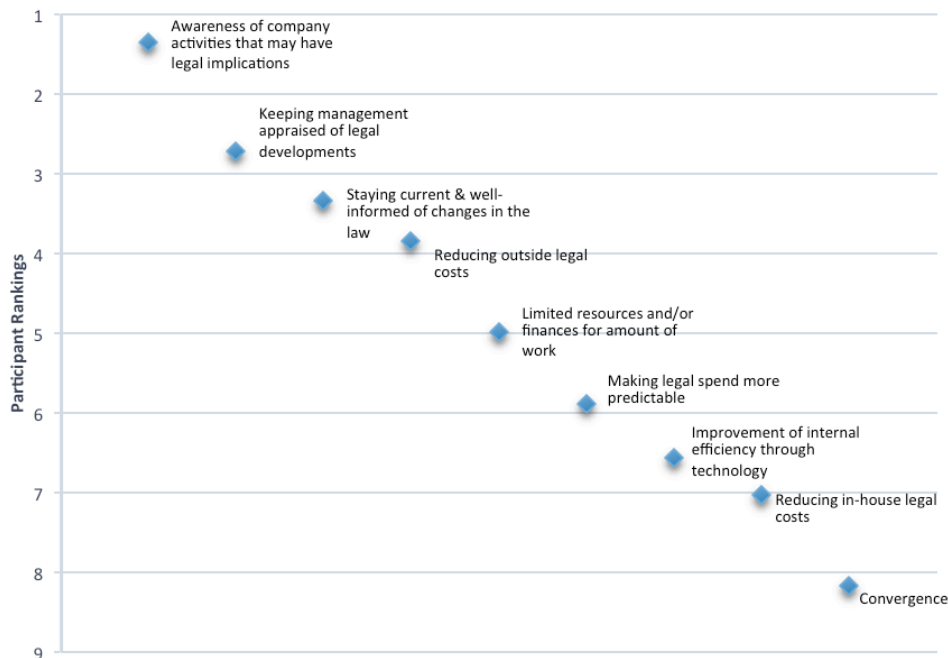 1
Awareness of company
activities that may have
legal implications
2
Keeping management
appraised of legal
developments
3
Staying current & well-
informed of changes in the
law
4
Reducing outside legal
costs
Participant Rankings
5
Limited resources and/or
finances for amount of
work
Making legal spend more
predictable
6
Improvement of internal
efficiency through
technology
7
Reducing in-house legal
costs
8
Convergence
9